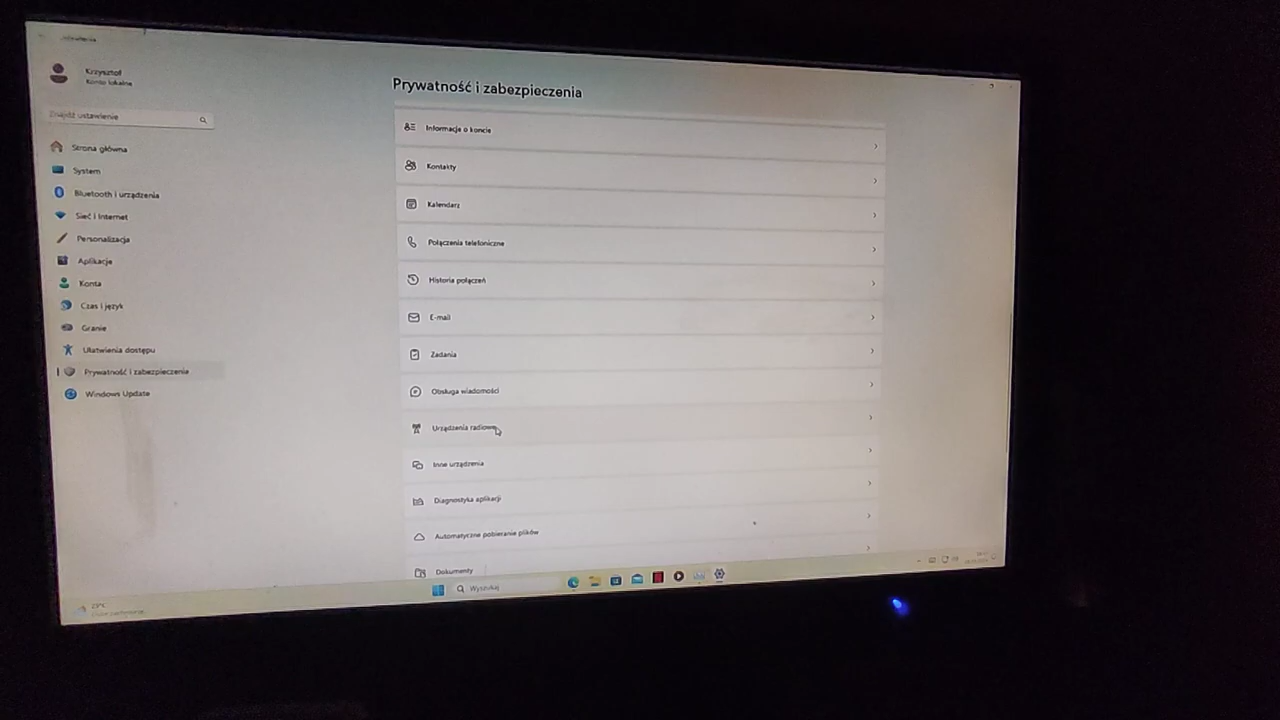 Ustawienia
Krzysztof
Konto lokalne
Znajdź ustawienie
Strona główna
System
Bluetooth i urządzenia
Sieć i Internet
Personalizacja
Aplikacje
Konta
Czas i język
Granie
Ułatwienia dostępu
Prywatność i zabezpieczenia
Windows Update
Prywatność i zabezpieczenia
Informacje o koncie
Kontakty
Kalendarz
Połączenia telefoniczne
Historia połączeń
E-mail
Zadania
Obsługa wiadomości
Urządzenia radiowe
Inne urządzenia
Diagnostyka aplikacji
Automatyczne pobieranie plików
Dokumenty
Wyszukaj